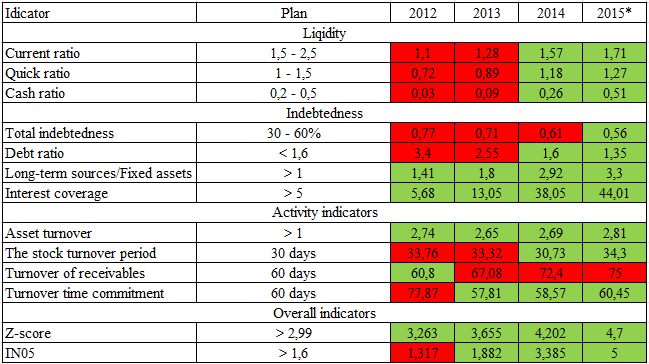 Idicator Plan 2012 2013 2014 2015*
Liqidity
Current ratio 1,5 - 2,5 1,1 1,28 1,57 1,71
Quick ratio 1 - 1,5 0,72 0,89 1,18 1,27
Cash ratio 0,2 - 0,5 0,03 0,09 0,26 0,51
Indebtedness
Total indebtedness 30 - 60% 0,77 0,71 0,61 0,56
Debt ratio < 1,6 3,4 2,55 1,6 1,35
Long-term sources/Fixed assets > 1 1,41 1,8 2,92 3,3
Interest coverage > 5 5,68 13,05 38,05 44,01
Activity indicators
Asset turnover > 1 2,74 2,65 2,69 2,81
The stock turnover period 30 days 33,76 33,32 30,73 34,3
Turnover of receivables 60 days 60,8 67,08 72,4 75
Turnover time commitment 60 days 77,87 57,81 58,57 60,45
Overall indicators
Z-score > 2,99 3,263 3,655 4,202 4,7
IN05 > 1,6 1,317 1,882 3,385 5